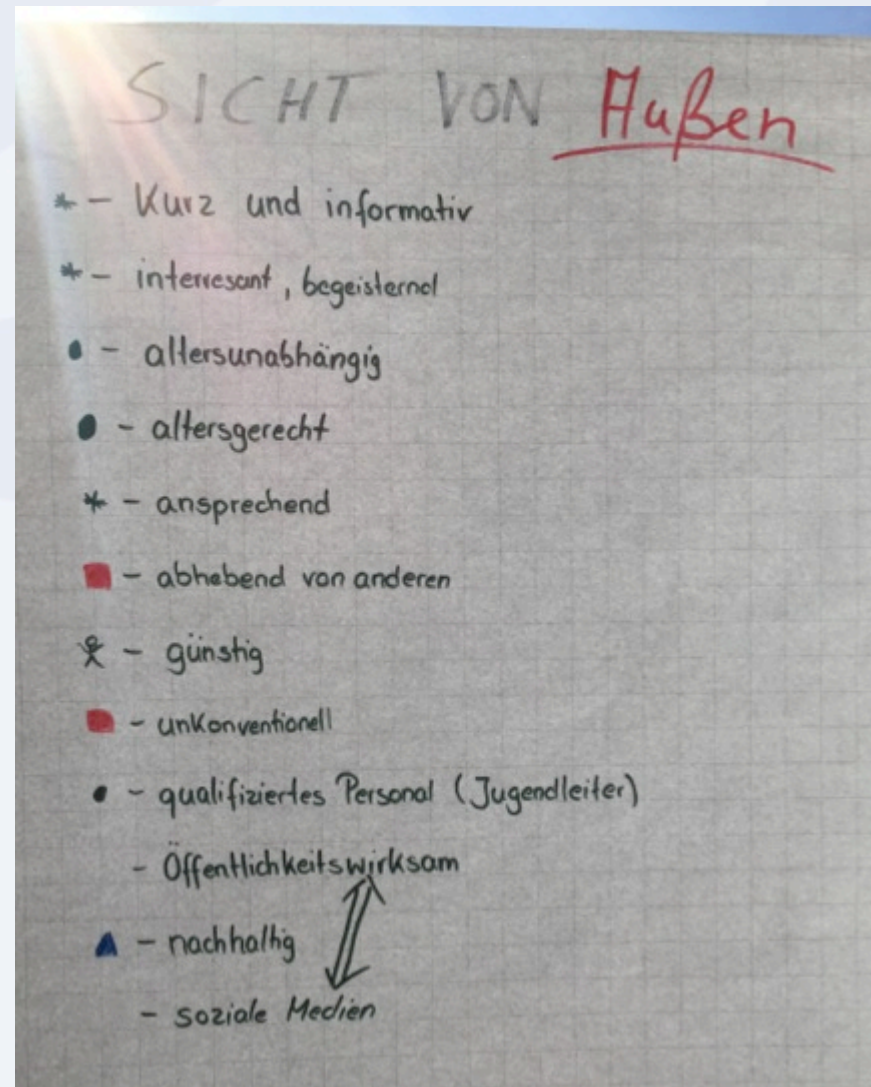 SICHT VON Außen
* - Kurz und informativ
* - interresant, begeisternd
• - altersunabhängig
• - altersgerecht
* - ansprechend
■ - abhebend von anderen
- günstig
■ - unkonventionell
• - qualifiziertes Personal (Jugendleiter)
- Öffentlichkeitswirksam
▲ - nachhaltig
- soziale Medien